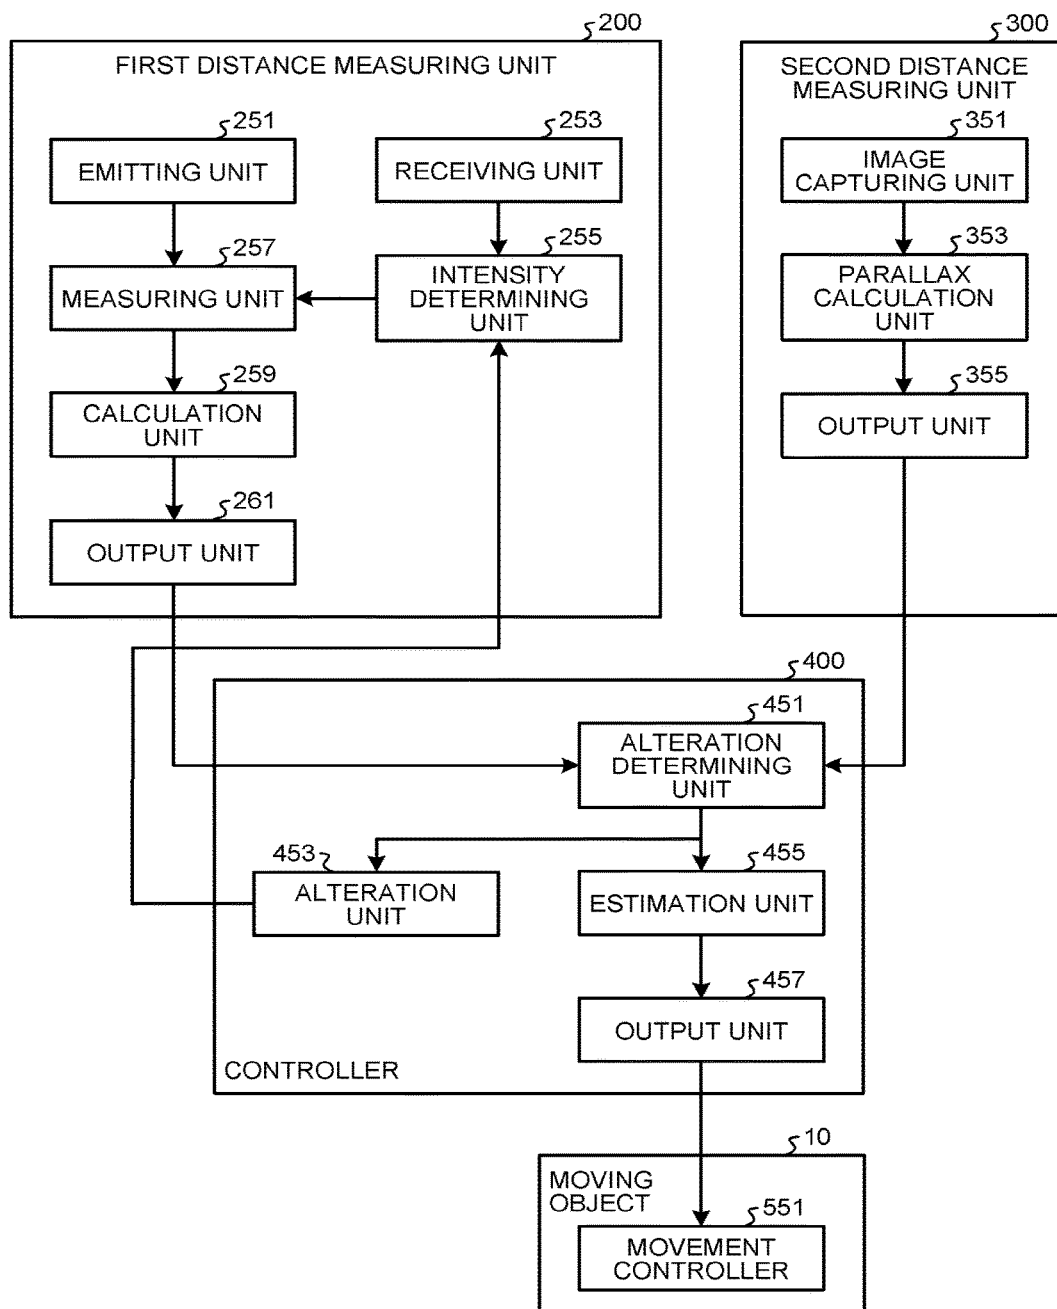 200
FIRST DISTANCE MEASURING UNIT
251
EMITTING UNIT
253
RECEIVING UNIT
257
MEASURING UNIT
255
INTENSITY
DETERMINING
UNIT
259
CALCULATION
UNIT
261
OUTPUT UNIT
300
SECOND DISTANCE
MEASURING UNIT
351
IMAGE
CAPTURING UNIT
353
PARALLAX
CALCULATION
UNIT
355
OUTPUT UNIT
400
451
ALTERATION
DETERMINING
UNIT
453
ALTERATION
UNIT
455
ESTIMATION UNIT
457
OUTPUT UNIT
CONTROLLER
10
MOVING
OBJECT
551
MOVEMENT
CONTROLLER